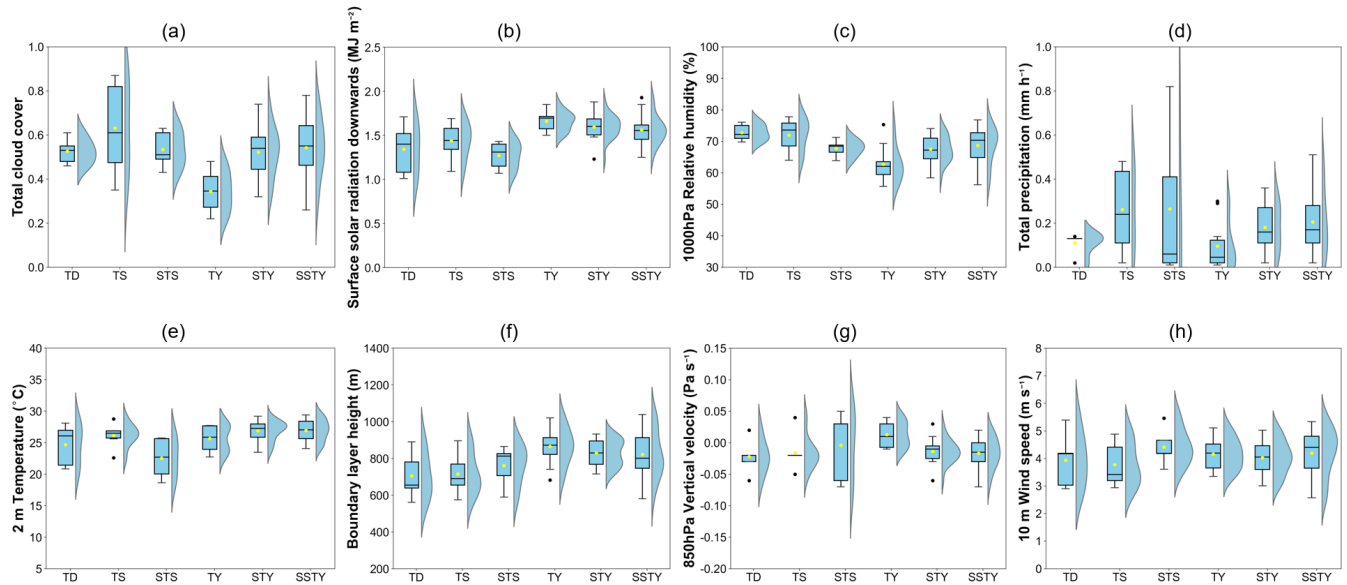 (a)
Total cloud cover
1.0
0.8
0.6
0.4
0.2
0.0
TD TS STS TY STY SSTY
(b)
Surface solar radiation downwards (MJ m⁻²)
2.5
2.0
1.5
1.0
0.5
0.0
TD TS STS TY STY SSTY
(c)
1000hPa Relative humidity (%)
100
90
80
70
60
50
40
30
TD TS STS TY STY SSTY
(d)
Total precipitation (mm h⁻¹)
1.0
0.8
0.6
0.4
0.2
0.0
TD TS STS TY STY SSTY
(e)
2 m Temperature (°C)
40
35
30
25
20
15
10
5
TD TS STS TY STY SSTY
(f)
Boundary layer height (m)
1400
1200
1000
800
600
400
200
TD TS STS TY STY SSTY
(g)
850hPa Vertical velocity (Pa s⁻¹)
0.15
0.10
0.05
0.00
-0.05
-0.10
-0.15
-0.20
TD TS STS TY STY SSTY
(h)
10 m Wind speed (m s⁻¹)
8
7
6
5
4
3
2
1
0
TD TS STS TY STY SSTY